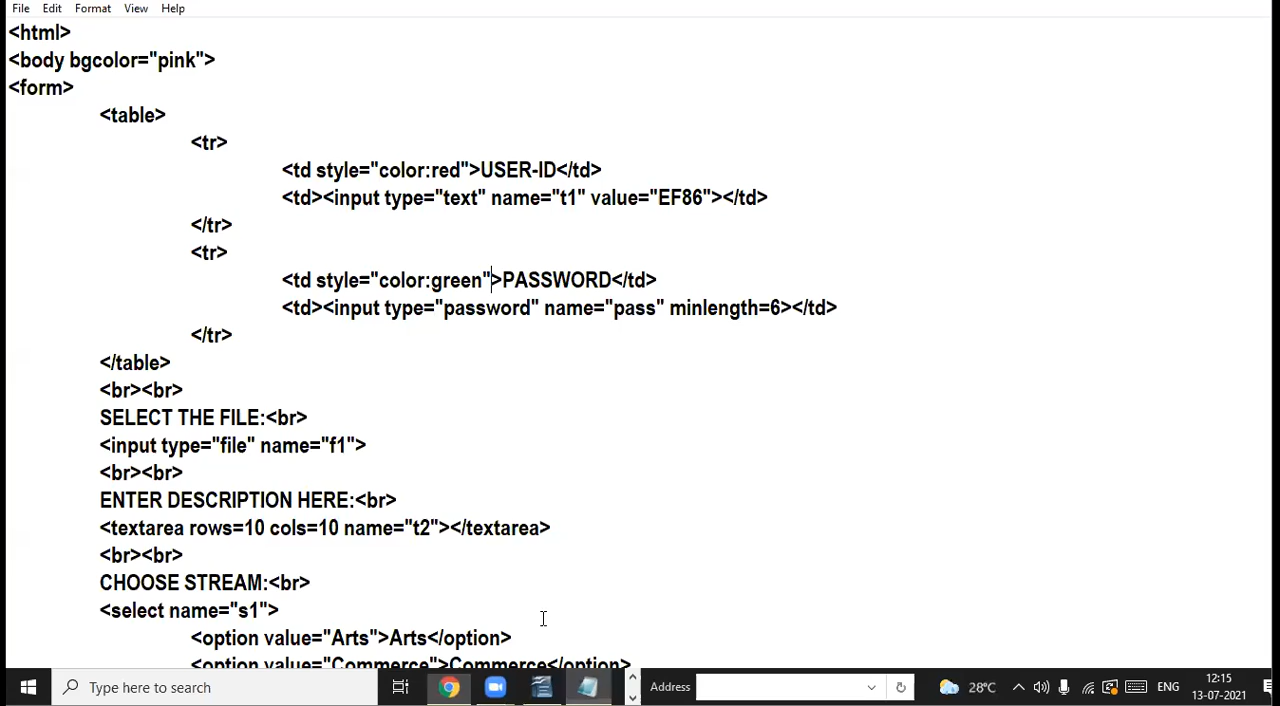 File Edit Format View Help
<html>
<body bgcolor="pink">
<form>
<table>
<tr>
<td style="color:red">USER-ID</td>
<td><input type="text" name="t1" value="EF86"></td>
</tr>
<tr>
<td style="color:green">PASSWORD</td>
<td><input type="password" name="pass" minlength=6></td>
</tr>
</table>
<br><br>
SELECT THE FILE:<br>
<input type="file" name="f1">
<br><br>
ENTER DESCRIPTION HERE:<br>
<textarea rows=10 cols=10 name="t2"></textarea>
<br><br>
CHOOSE STREAM:<br>
<select name="s1">
<option value="Arts">Arts</option>
<option value="Commerce">Commerce</option>
Type here to search
Address
28°C
ENG
12:15
13-07-2021